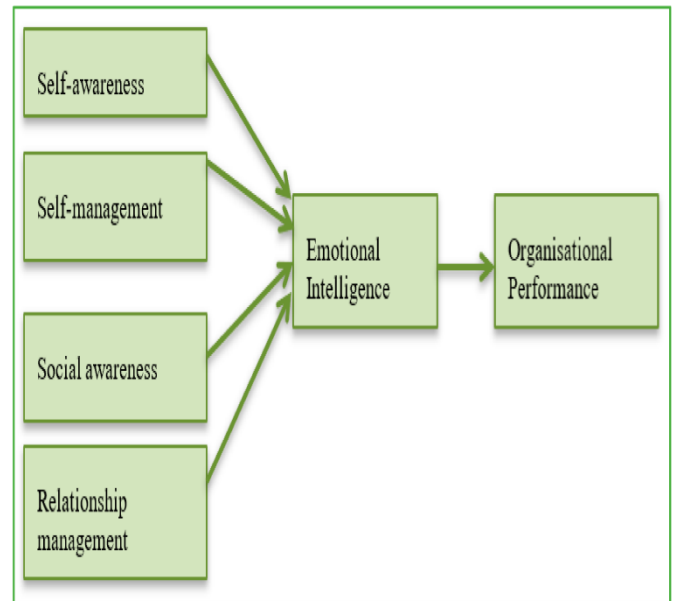 Self-awareness
Self-management
Emotional
Intelligence
Organisational
Performance
Social awareness
Relationship
management